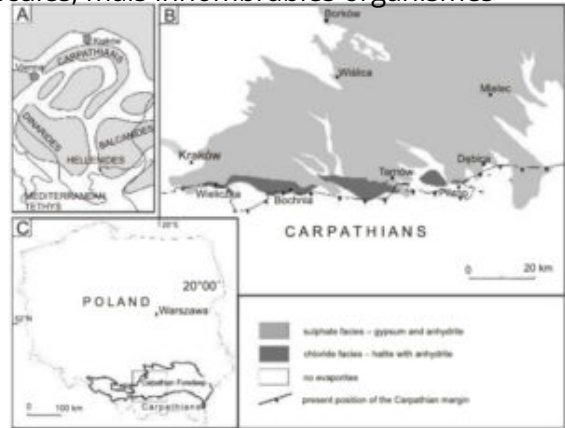 A
Kraków
Vienna
CARPATHIANS
DINARIDES
BALCANIDES
HELLENIDES
MEDITERRANEAN
TETHYS
B
Borków
Wiślica
Mielec
Kraków
Wieliczka
Bochnia
Tarnów
Pilzno
Dębica
CARPATHIANS
0 20 km
C
20°00'
POLAND
Warszawa
Carpathian Foredeep
Carpathians
0 100 km
sulphate facies – gypsum and anhydrite
chloride facies – halite with anhydrite
no evaporites
present position of the Carpathian margin